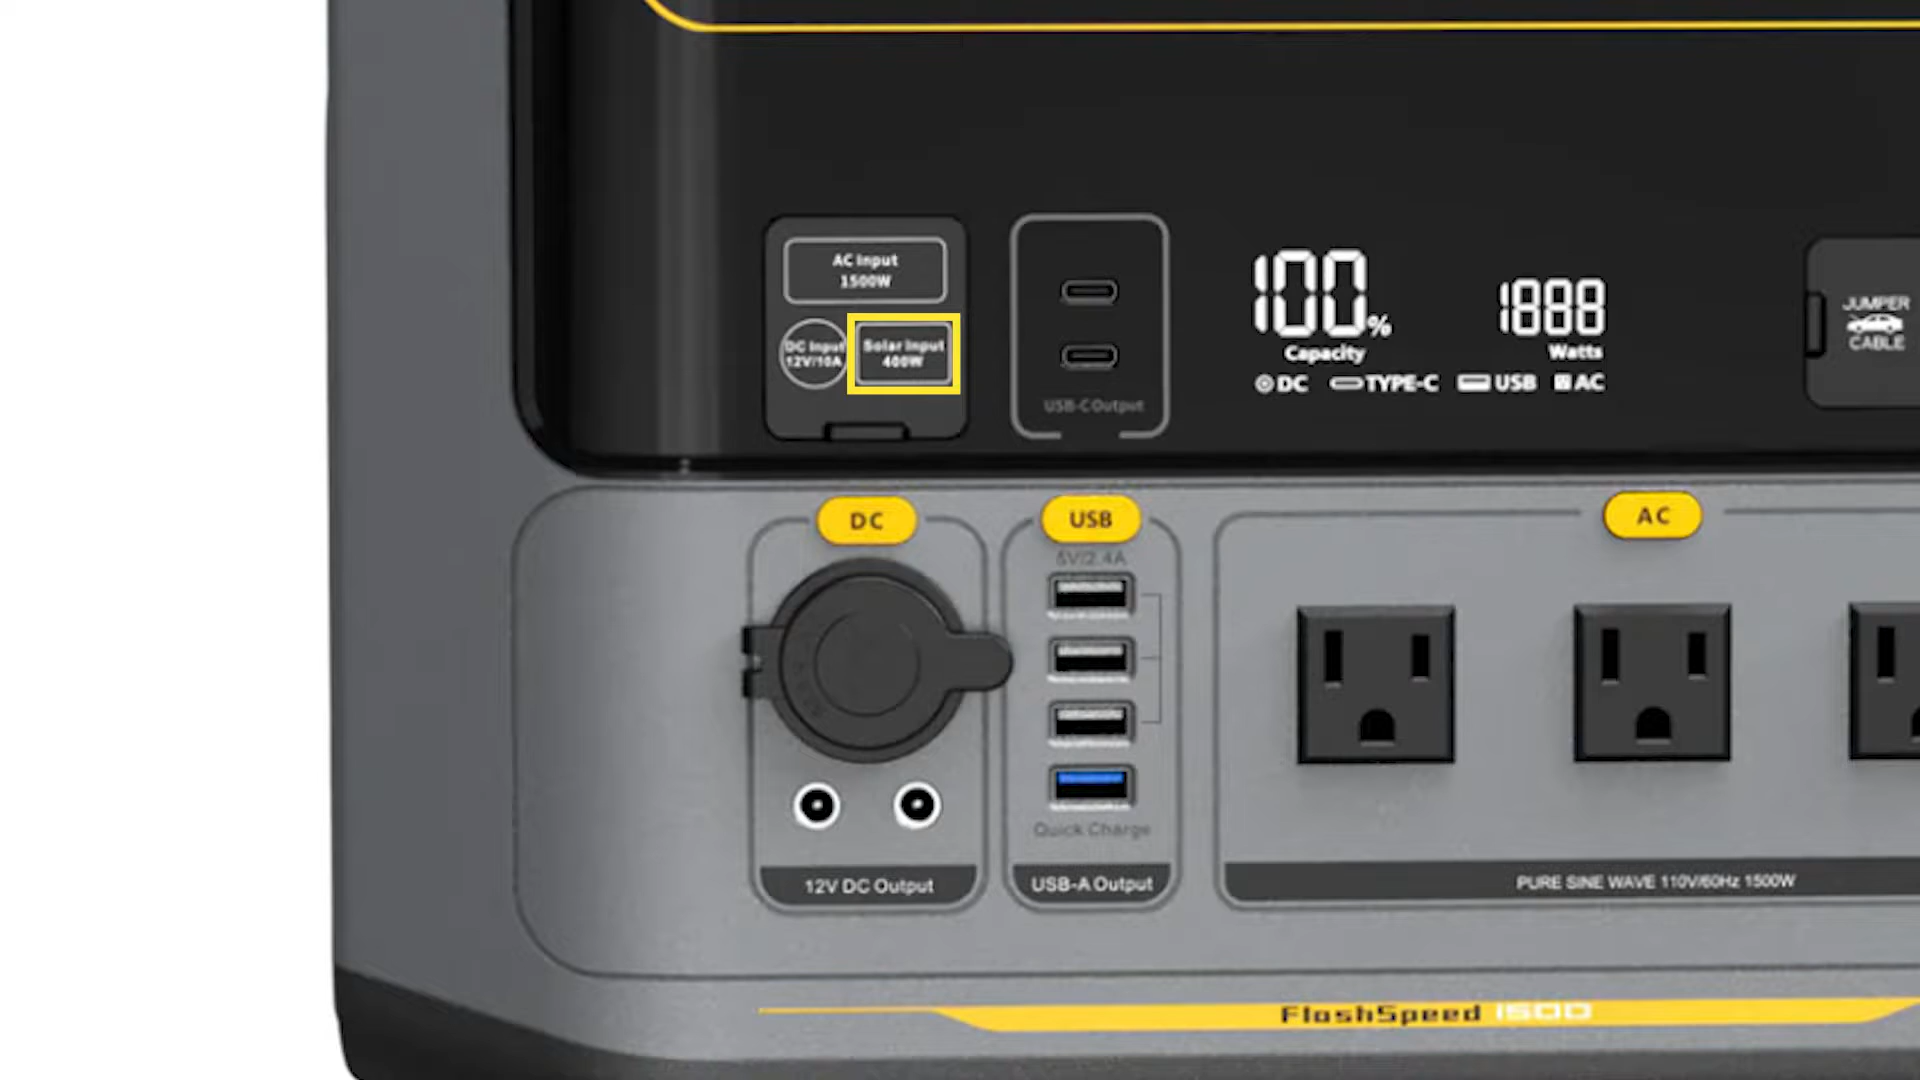 AC Input
1500W
DC Input
12V/10A
Solar Input
400W
USB-C Output
100%
Capacity
1888
Watts
DC TYPE-C USB AC
JUMPER
CABLE
DC
USB
AC
5V/2.4A
Quick Charge
12V DC Output
USB-A Output
PURE SINE WAVE 110V/60Hz 1500W
FlashSpeed 1500